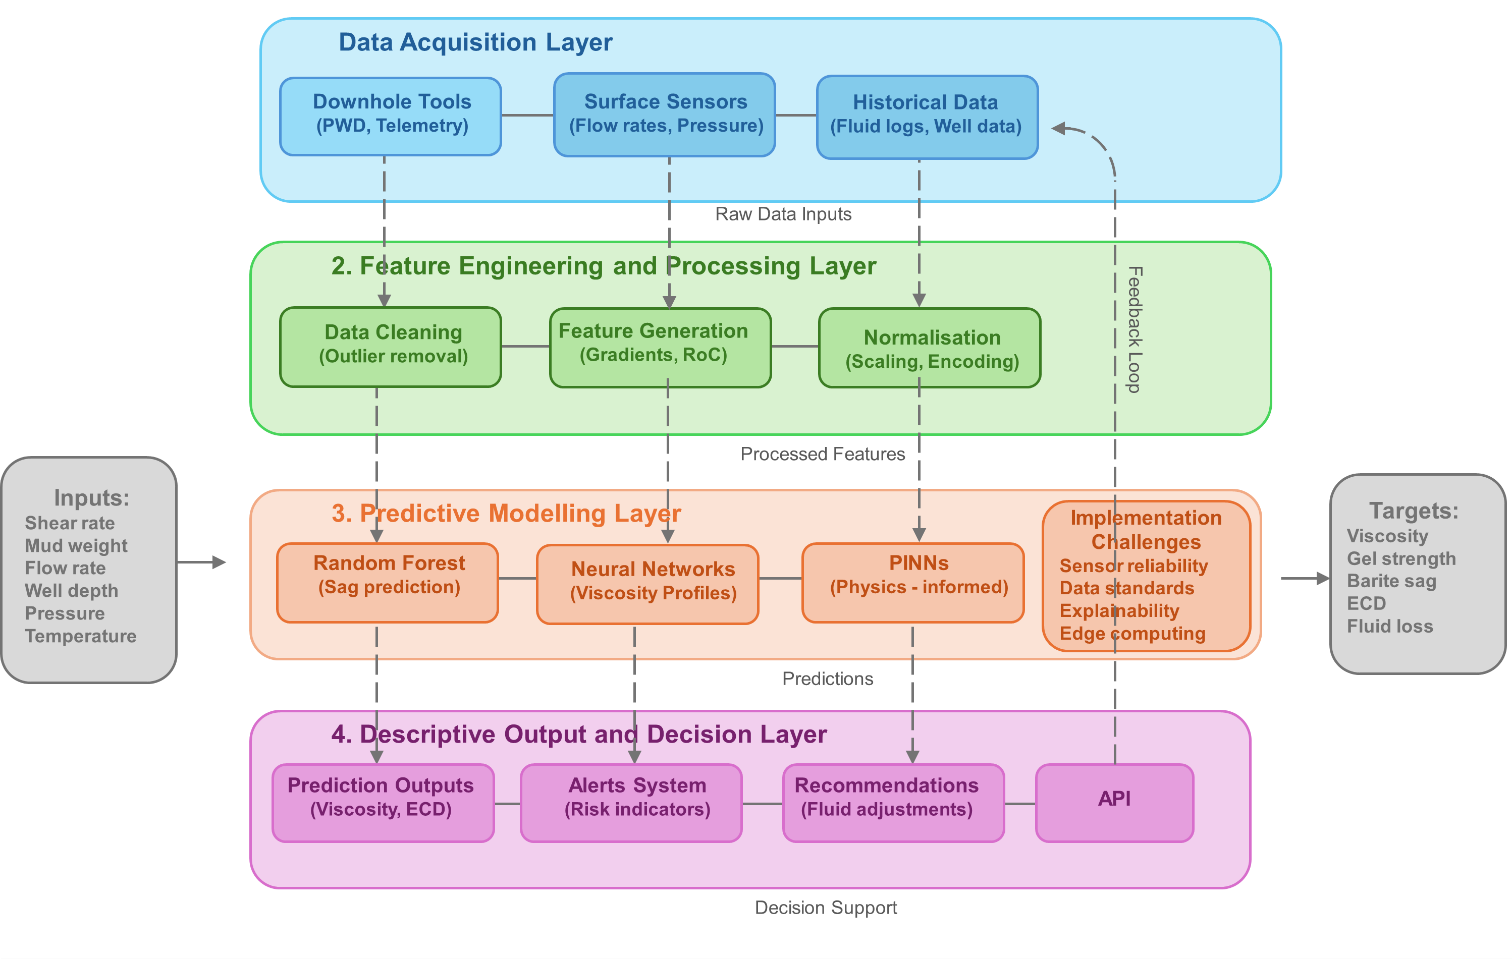 Data Acquisition Layer
Downhole Tools
(PWD, Telemetry)
Surface Sensors
(Flow rates, Pressure)
Historical Data
(Fluid logs, Well data)
Raw Data Inputs
2. Feature Engineering and Processing Layer
Data Cleaning
(Outlier removal)
Feature Generation
(Gradients, RoC)
Normalisation
(Scaling, Encoding)
Feedback Loop
Processed Features
Inputs:
Shear rate
Mud weight
Flow rate
Well depth
Pressure
Temperature
3. Predictive Modelling Layer
Random Forest
(Sag prediction)
Neural Networks
(Viscosity Profiles)
PINNs
(Physics - informed)
Implementation
Challenges
Sensor reliability
Data standards
Explainability
Edge computing
Targets:
Viscosity
Gel strength
Barite sag
ECD
Fluid loss
Predictions
4. Descriptive Output and Decision Layer
Prediction Outputs
(Viscosity, ECD)
Alerts System
(Risk indicators)
Recommendations
(Fluid adjustments)
API
Decision Support